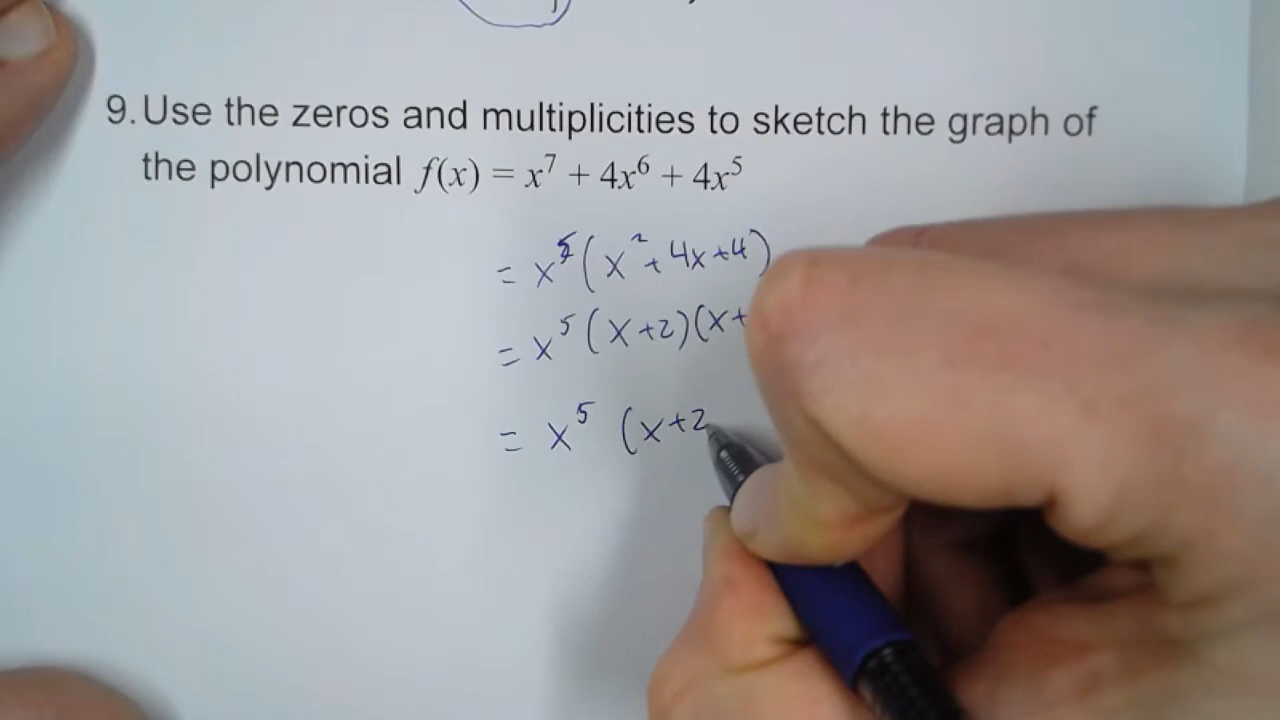 9. Use the zeros and multiplicities to sketch the graph of
the polynomial f(x) = x⁷ + 4x⁶ + 4x⁵
= x⁵(x² + 4x + 4)
= x⁵(x+2)(x+
= x⁵ (x+2